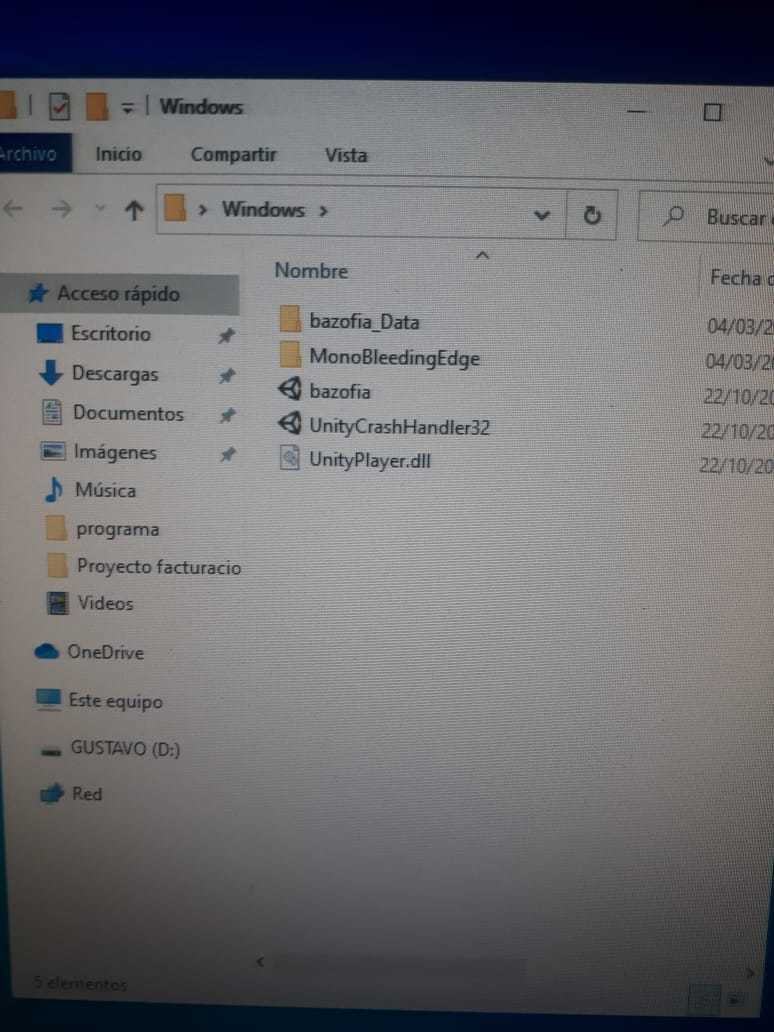 Windows
Archivo Inicio Compartir Vista
Windows
Buscar
Nombre
Fecha
Acceso rápido
Escritorio
Descargas
Documentos
Imágenes
Música
programa
Proyecto facturacio
Videos
OneDrive
Este equipo
GUSTAVO (D:)
Red
bazofia_Data 04/03/2
MonoBleedingEdge 04/03/20
bazofia 22/10/20
UnityCrashHandler32 22/10/20
UnityPlayer.dll 22/10/20
5 elementos